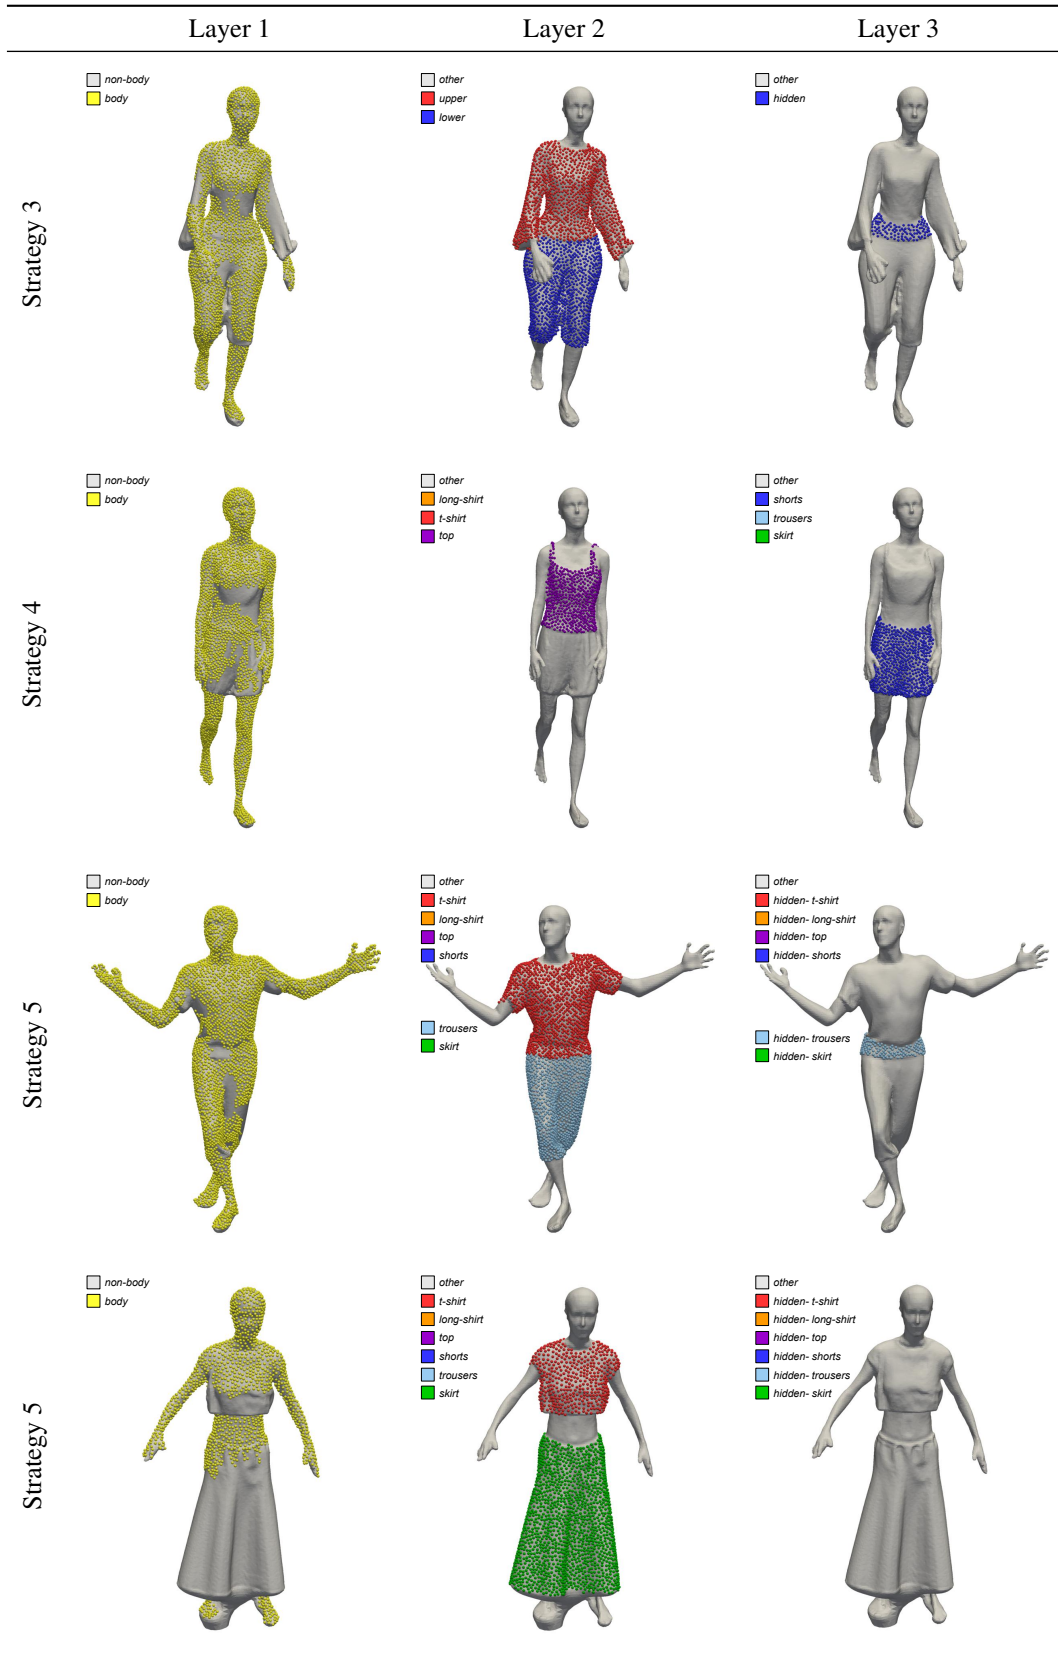 Layer 1 Layer 2 Layer 3
Strategy 3
non-body
body
other
upper
lower
other
hidden
Strategy 4
non-body
body
other
long-shirt
t-shirt
top
other
shorts
trousers
skirt
Strategy 5
non-body
body
other
t-shirt
long-shirt
top
shorts
trousers
skirt
other
hidden- t-shirt
hidden- long-shirt
hidden- top
hidden- shorts
hidden- trousers
hidden- skirt
Strategy 5
non-body
body
other
t-shirt
long-shirt
top
shorts
trousers
skirt
other
hidden- t-shirt
hidden- long-shirt
hidden- top
hidden- shorts
hidden- trousers
hidden- skirt